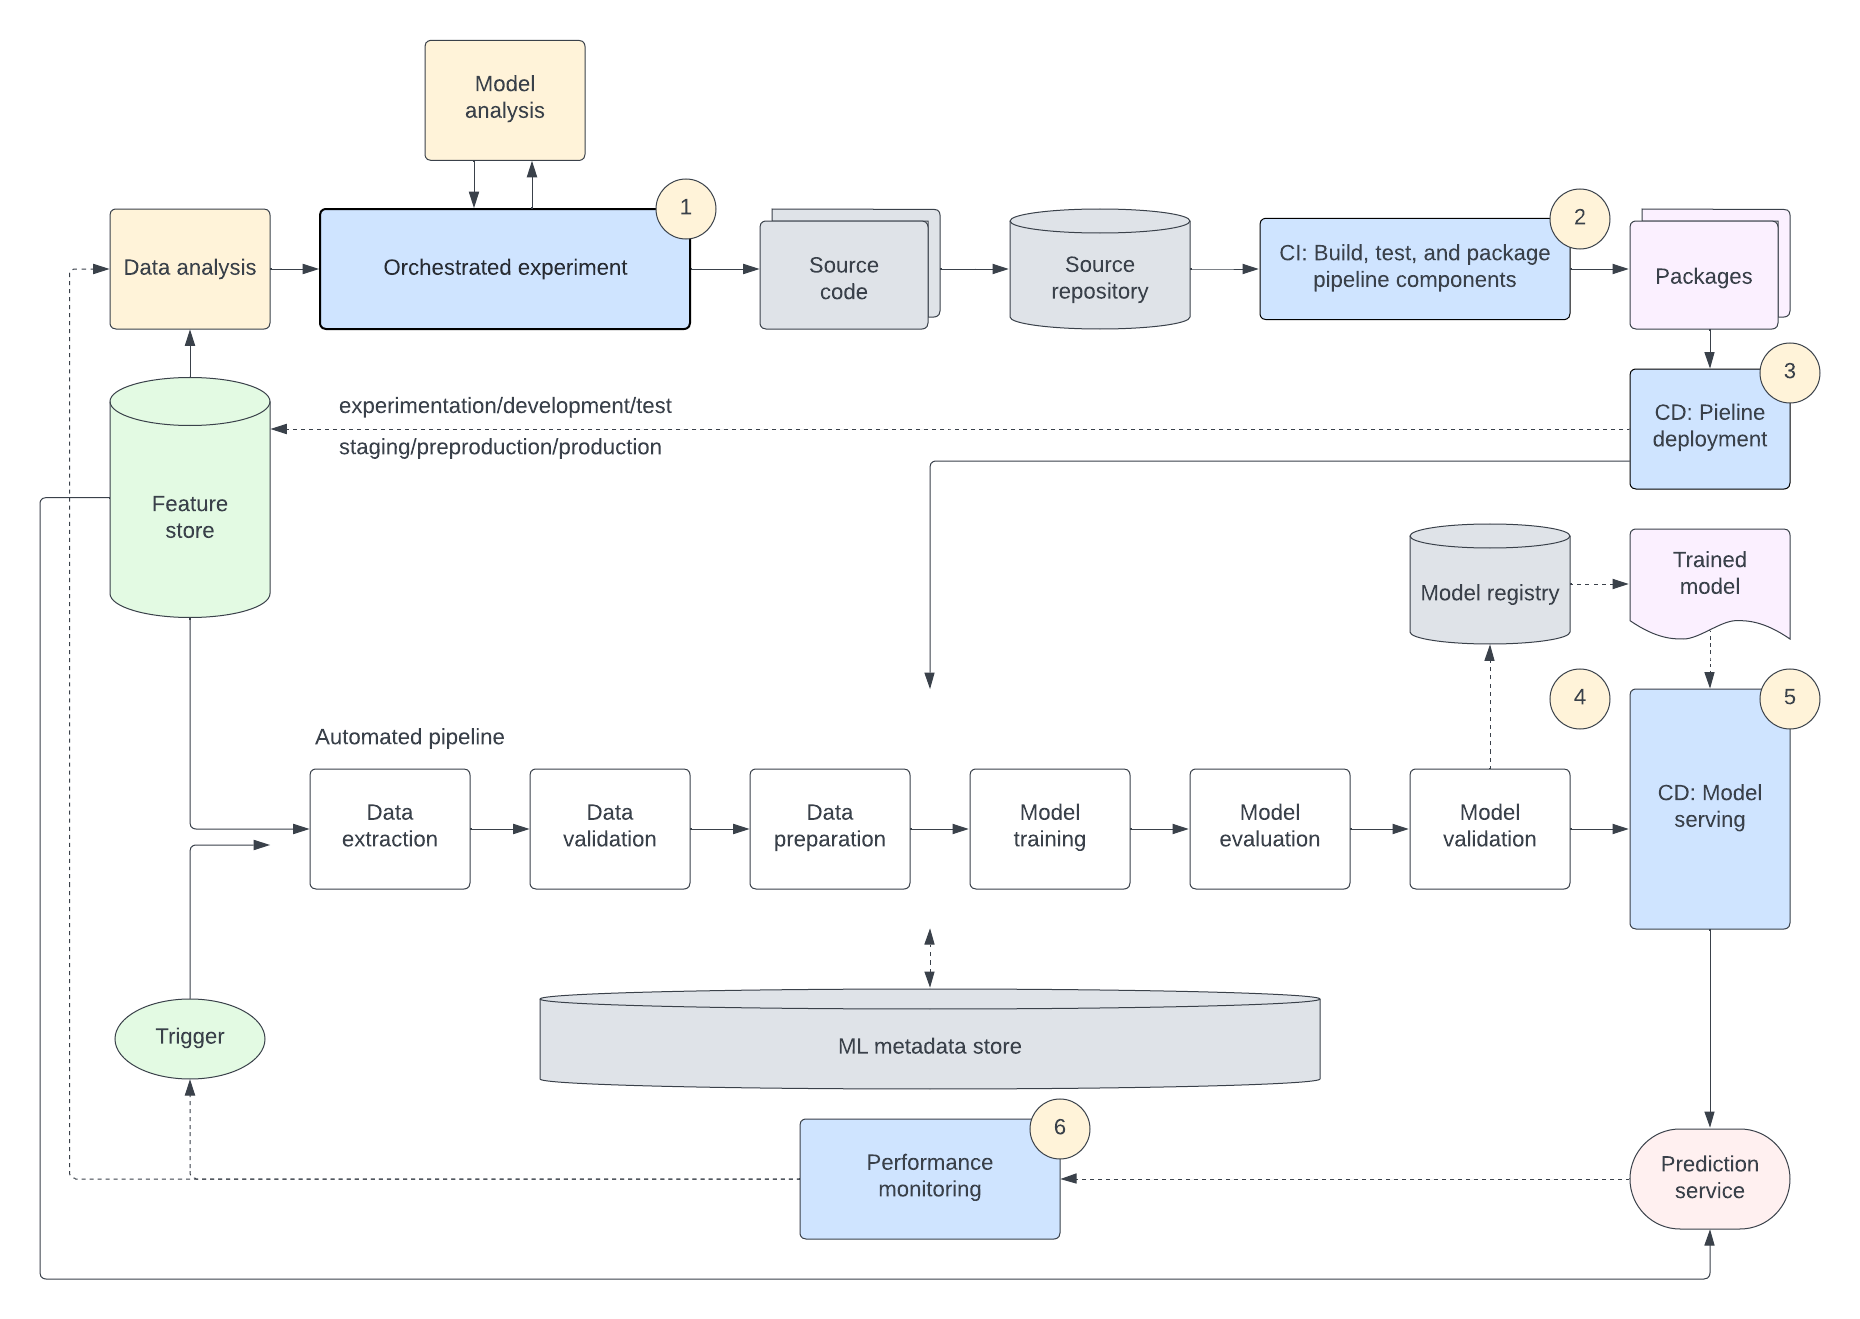 Model
analysis
1
2
Data analysis
Orchestrated experiment
Source
code
Source
repository
CI: Build, test, and package
pipeline components
Packages
3
experimentation/development/test
staging/preproduction/production
CD: Pieline
deployment
Feature
store
Model registry
Trained
model
4
5
Automated pipeline
Data
extraction
Data
validation
Data
preparation
Model
training
Model
evaluation
Model
validation
CD: Model
serving
Trigger
ML metadata store
6
Performance
monitoring
Prediction
service